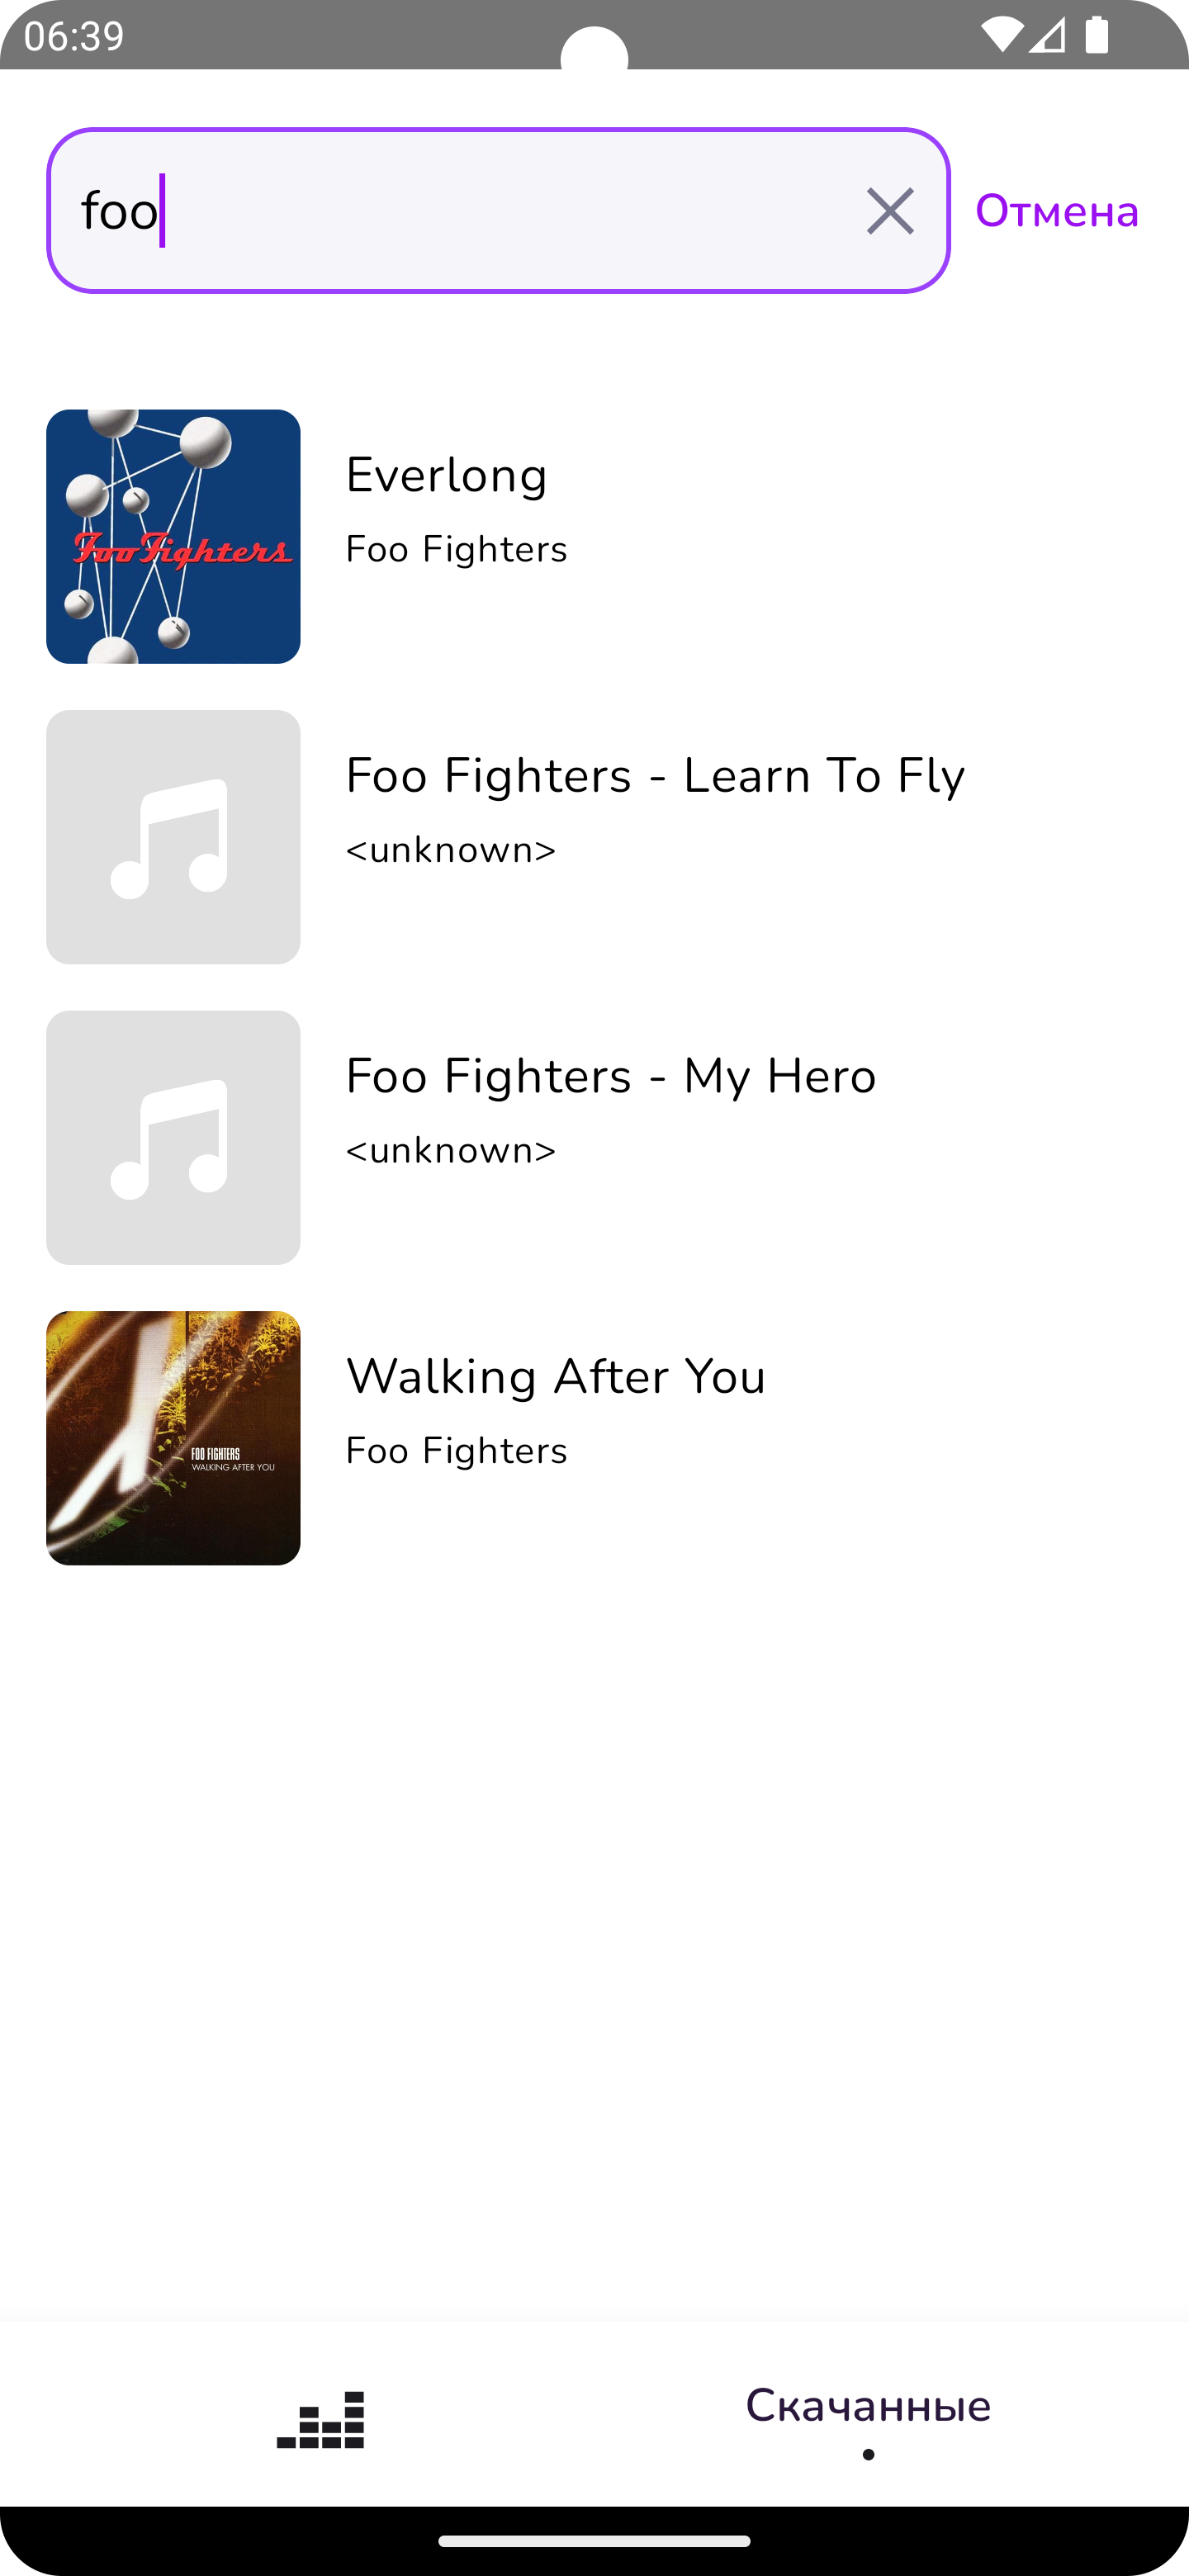 06:39
foo
Отмена
Foo Fighters
Everlong
Foo Fighters
Foo Fighters - Learn To Fly
<unknown>
Foo Fighters - My Hero
<unknown>
FOO FIGHTERS
WALKING AFTER YOU
Walking After You
Foo Fighters
Скачанные